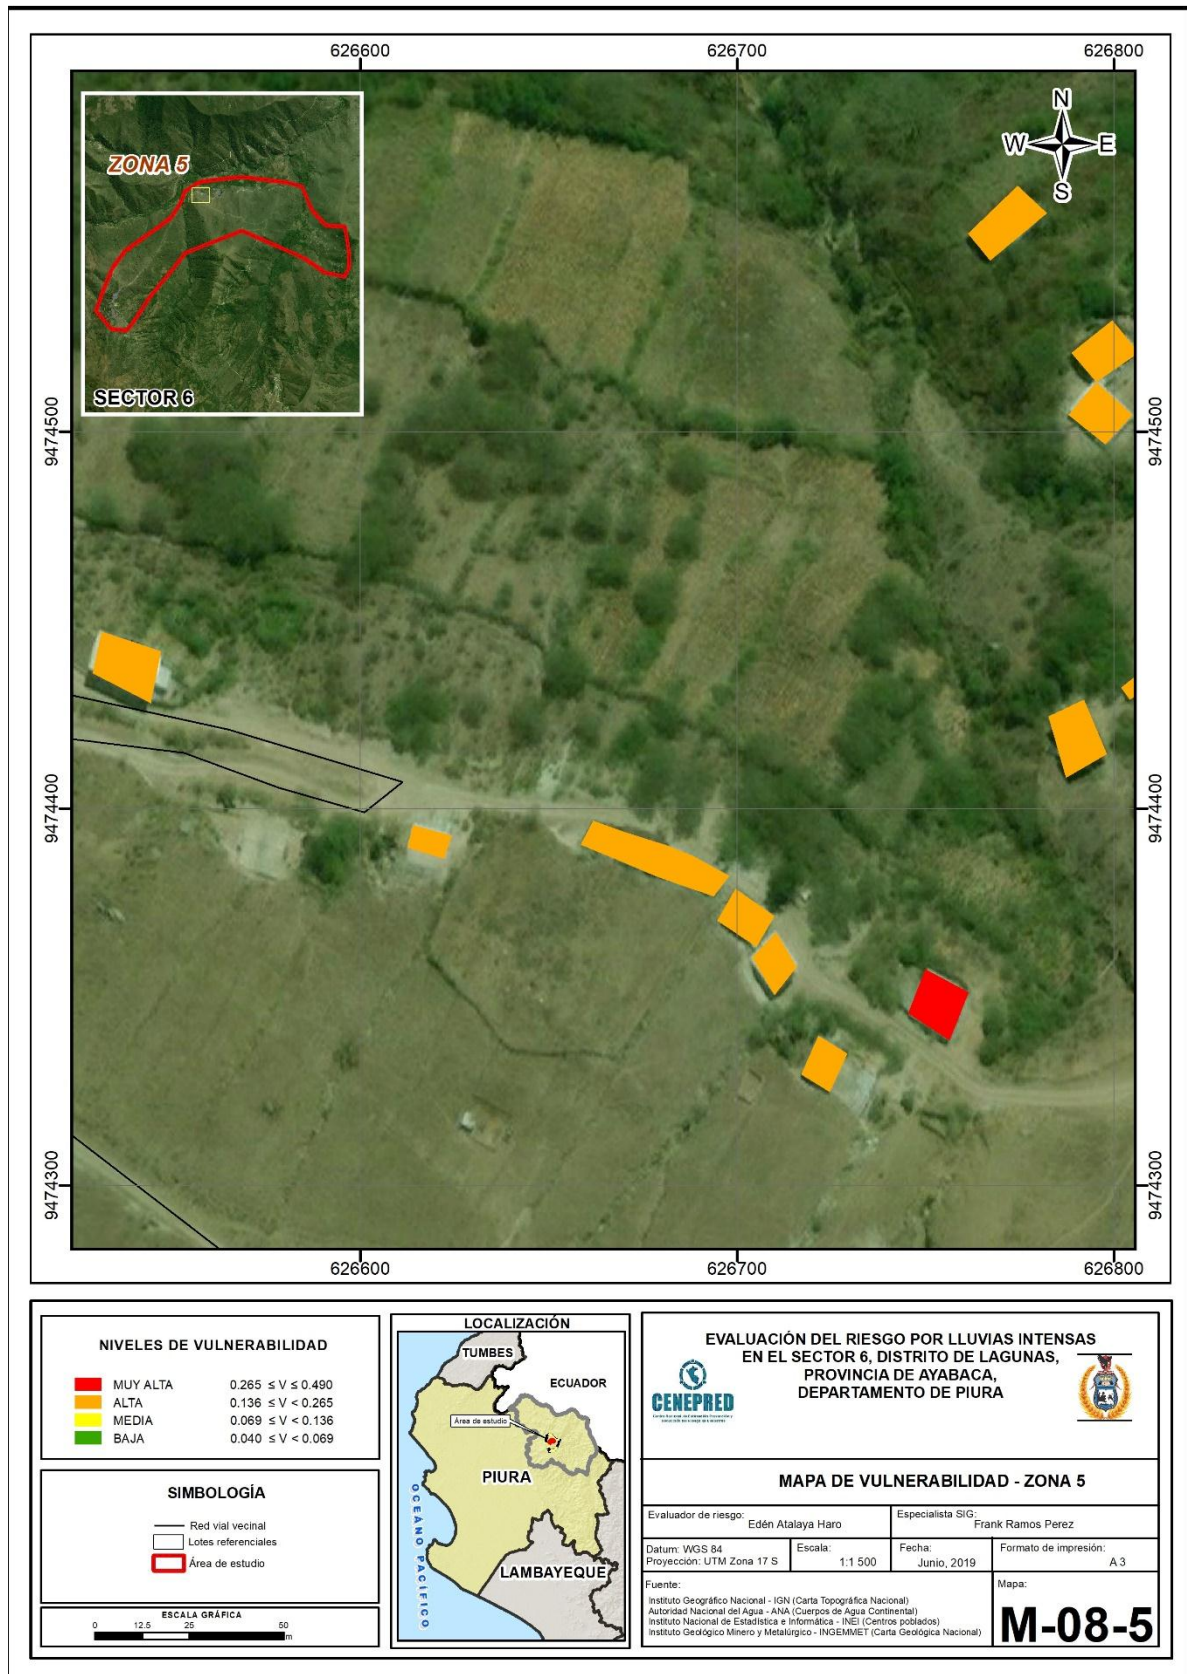 626600
626700
626800
N
W
E
S
ZONA 5
SECTOR 6
9474500
9474500
9474400
9474400
9474300
9474300
626600
626700
626800
NIVELES DE VULNERABILIDAD
MUY ALTA 0.265 ≤ V ≤ 0.490
ALTA 0.136 ≤ V < 0.265
MEDIA 0.069 ≤ V < 0.136
BAJA 0.040 ≤ V < 0.069
SIMBOLOGÍA
Red vial vecinal
Lotes referenciales
Área de estudio
ESCALA GRÁFICA
0 12.5 25 50
m
LOCALIZACIÓN
TUMBES
ECUADOR
Área de estudio
PIURA
OCEÁNO PACÍFICO
LAMBAYEQUE
EVALUACIÓN DEL RIESGO POR LLUVIAS INTENSAS
EN EL SECTOR 6, DISTRITO DE LAGUNAS,
PROVINCIA DE AYABACA,
DEPARTAMENTO DE PIURA
CENEPRED
MAPA DE VULNERABILIDAD - ZONA 5
Evaluador de riesgo:
Edén Atalaya Haro
Especialista SIG:
Frank Ramos Perez
Datum: WGS 84
Proyección: UTM Zona 17 S
Escala:
1:1 500
Fecha:
Junio, 2019
Formato de impresión:
A 3
Fuente:
Instituto Geográfico Nacional - IGN (Carta Topográfica Nacional)
Autoridad Nacional del Agua - ANA (Cuerpos de Agua Continental)
Instituto Nacional de Estadística e Informática - INEI (Centros poblados)
Instituto Geológico Minero y Metalúrgico - INGEMMET (Carta Geológica Nacional)
Mapa:
M-08-5